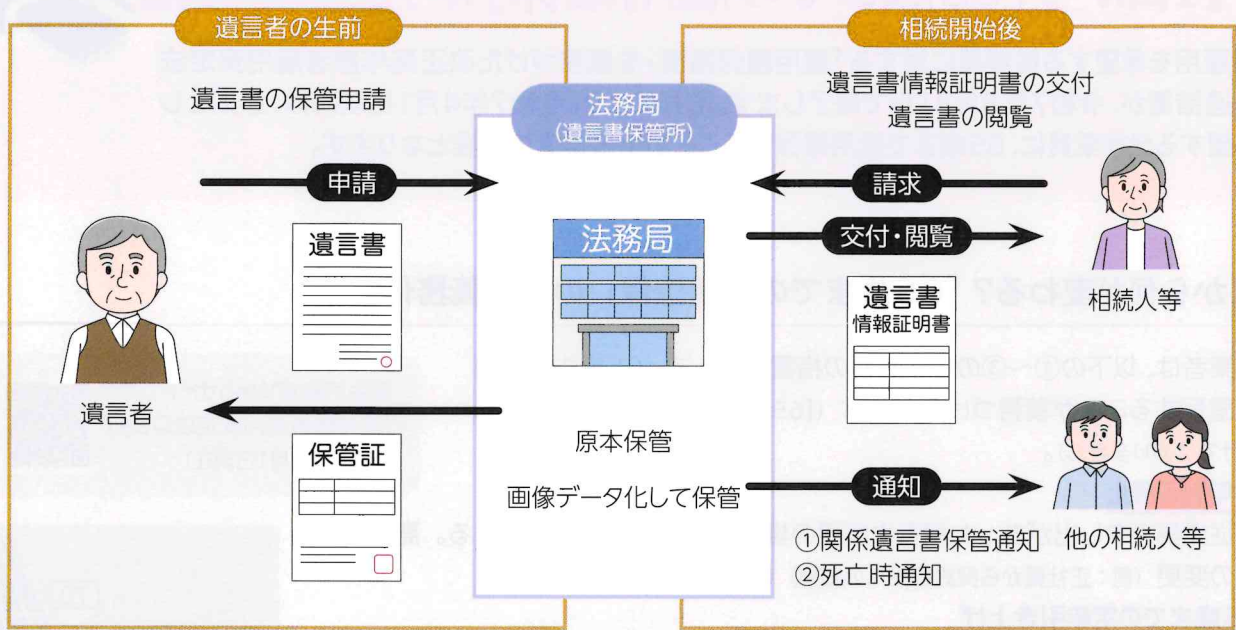 遺言者の生前
遺言書の保管申請
申請
遺言書
遺言者
保管証
法務局
(遺言書保管所)
法務局
原本保管
画像データ化して保管
相続開始後
遺言書情報証明書の交付
遺言書の閲覧
請求
交付・閲覧
遺言書
情報証明書
相続人等
通知
①関係遺言書保管通知
②死亡時通知
他の相続人等